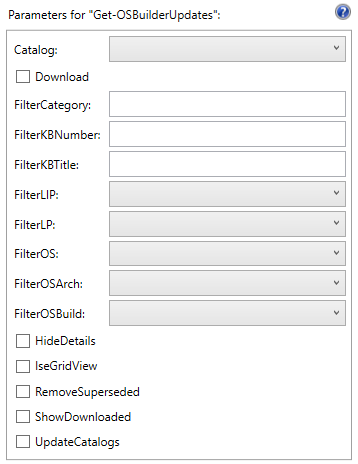 Parameters for "Get-OSBuilderUpdates":
Catalog:
Download
FilterCategory:
FilterKBNumber:
FilterKBTitle:
FilterLIP:
FilterLP:
FilterOS:
FilterOSArch:
FilterOSBuild:
HideDetails
IseGridView
RemoveSuperseded
ShowDownloaded
UpdateCatalogs